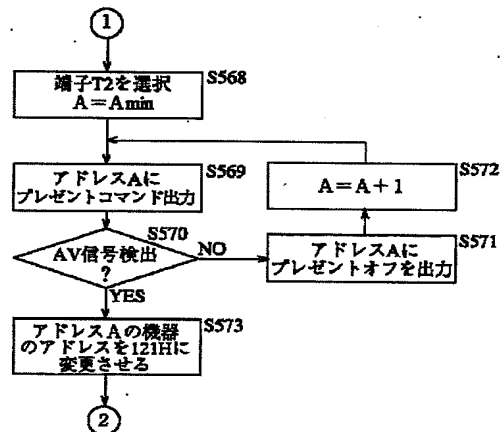 1
端子T2を選択
A=Amin
S568
アドレスAに
プレゼントコマンド出力
S569
AV信号検出
?
S570
NO
YES
アドレスAに
プレゼントオフを出力
S571
A=A+1
S572
アドレスAの機器
のアドレスを121Hに
変更させる
S573
2